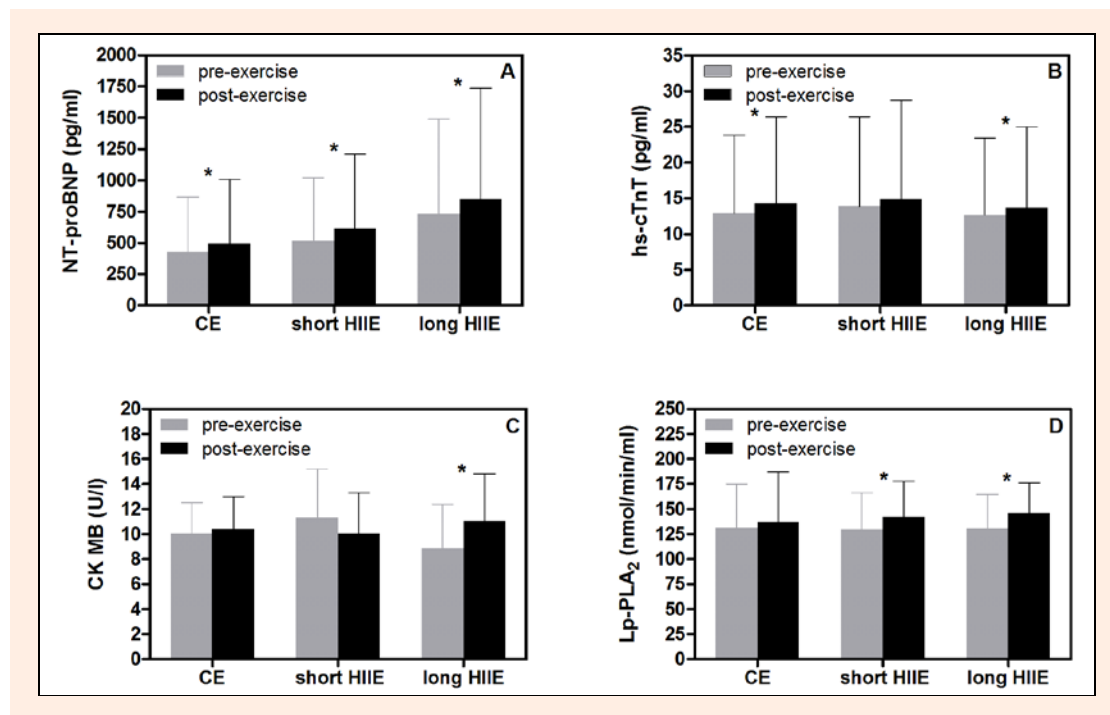 A
pre-exercise
post-exercise
NT-proBNP (pg/ml)
2000
1750
1500
1250
1000
750
500
250
0
*
*
*
CE short HIIE long HIIE
B
pre-exercise
post-exercise
hs-cTnT (pg/ml)
35
30
25
20
15
10
5
0
*
*
CE short HIIE long HIIE
C
pre-exercise
post-exercise
CK MB (U/l)
20
18
16
14
12
10
8
6
4
2
0
*
CE short HIIE long HIIE
D
pre-exercise
post-exercise
Lp-PLA₂ (nmol/min/ml)
250
225
200
175
150
125
100
75
50
25
0
*
*
CE short HIIE long HIIE